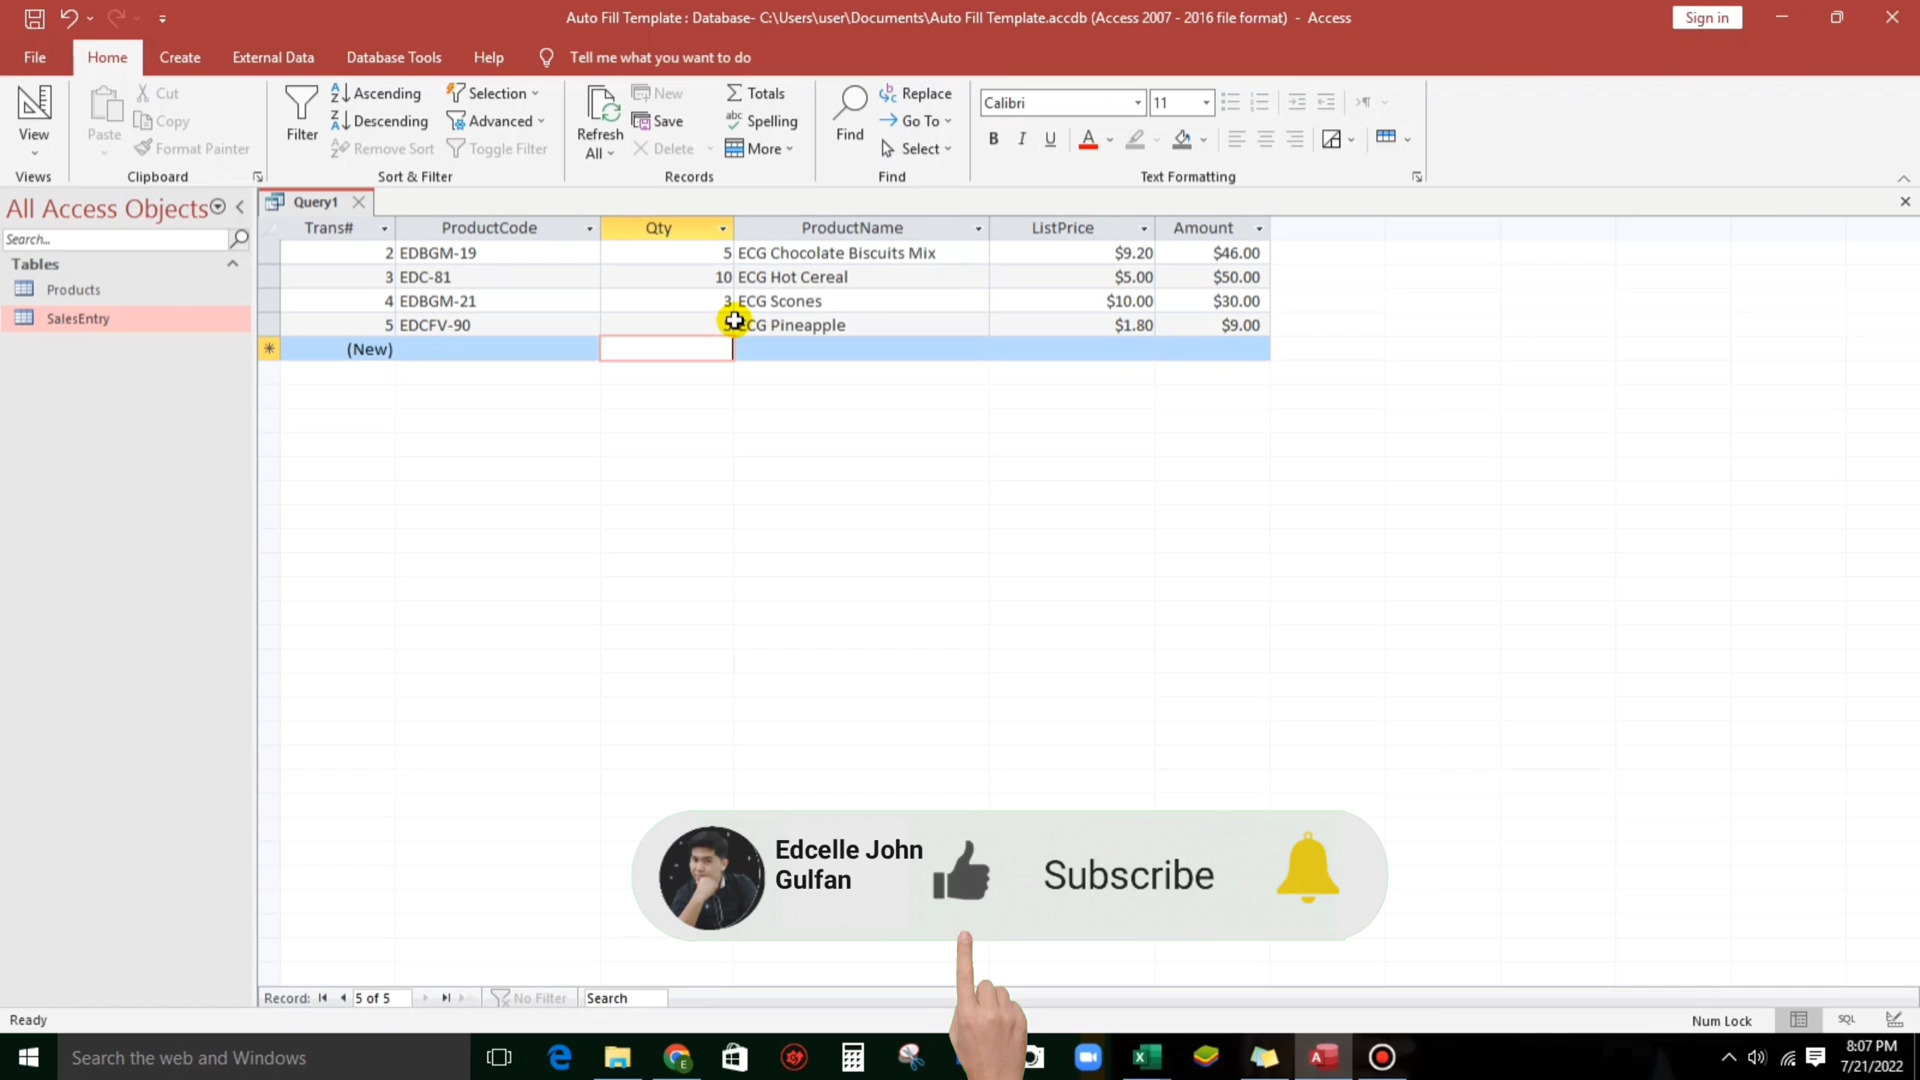 Auto Fill Template : Database- C:\Users\user\Documents\Auto Fill Template.accdb (Access 2007 - 2016 file format) - Access
Sign in
File
Home
Create
External Data
Database Tools
Help
Tell me what you want to do
View
Views
Paste
Cut
Copy
Format Painter
Clipboard
Filter
Ascending
Descending
Remove Sort
Selection
Advanced
Toggle Filter
Sort & Filter
Refresh
All
New
Save
Delete
Totals
Spelling
More
Records
Find
Replace
Go To
Select
Find
Calibri
11
B I U A
Text Formatting
All Access Objects
Search...
Tables
Products
SalesEntry
Query1
Trans# ProductCode Qty ProductName ListPrice Amount
2 EDBGM-19 5 ECG Chocolate Biscuits Mix $9.20 $46.00
3 EDC-81 10 ECG Hot Cereal $5.00 $50.00
4 EDBGM-21 3 ECG Scones $10.00 $30.00
5 EDCFV-90 Pineapple $1.80 $9.00
(New)
Edcelle John
Gulfan
Subscribe
Record: 5 of 5 No Filter Search
Ready
Num Lock
SQL
Search the web and Windows
8:07 PM
7/21/2022